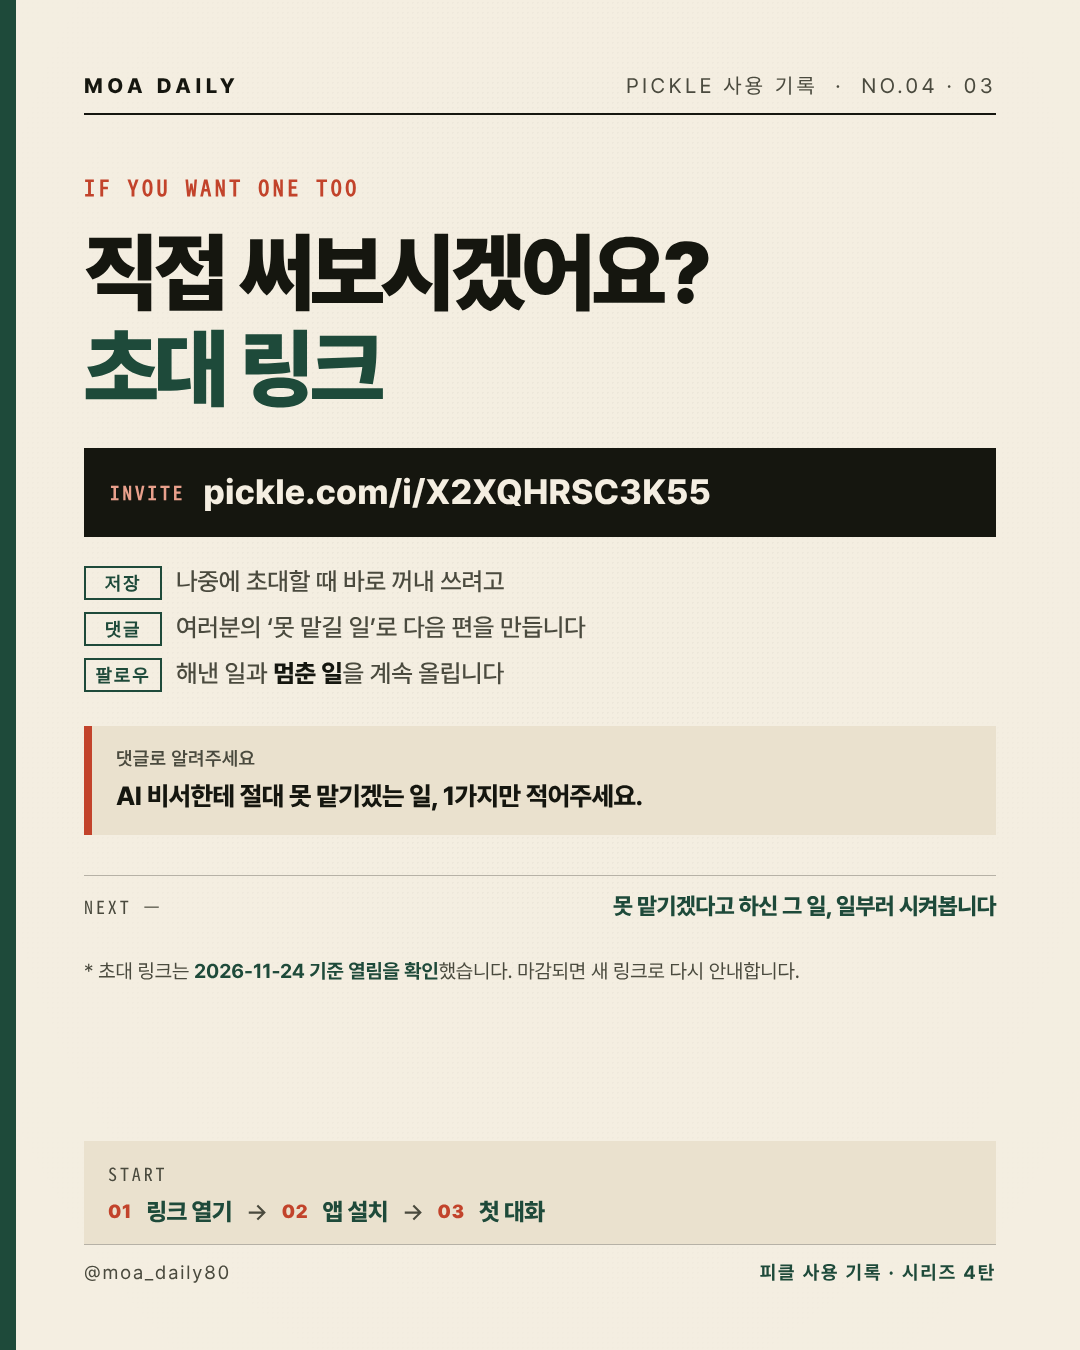 MOA DAILY
PICKLE 사용 기록 · NO.04 · 03
IF YOU WANT ONE TOO
직접 써보시겠어요?
초대 링크
INVITE pickle.com/i/X2XQHRSC3K55
저장 나중에 초대할 때 바로 꺼내 쓰려고
댓글 여러분의 ‘못 맡길 일’로 다음 편을 만듭니다
팔로우 해낸 일과 멈춘 일을 계속 올립니다
댓글로 알려주세요
AI 비서한테 절대 못 맡기겠는 일, 1가지만 적어주세요.
NEXT — 못 맡기겠다고 하신 그 일, 일부러 시켜봅니다
* 초대 링크는 2026-11-24 기준 열림을 확인했습니다. 마감되면 새 링크로 다시 안내합니다.
START
01 링크 열기 → 02 앱 설치 → 03 첫 대화
@moa_daily80
피클 사용 기록 · 시리즈 4탄